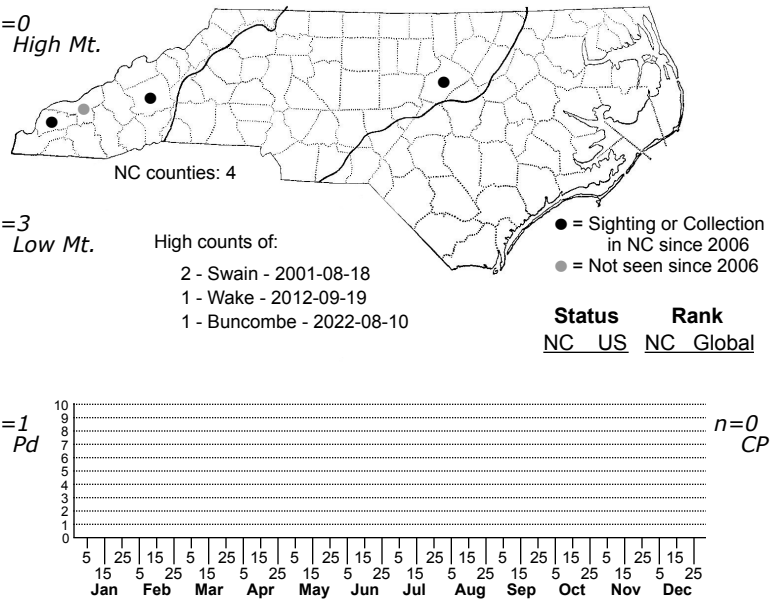 =0
High Mt.
NC counties: 4
=3
Low Mt.
High counts of:
2 - Swain - 2001-08-18
1 - Wake - 2012-09-19
1 - Buncombe - 2022-08-10
= Sighting or Collection
in NC since 2006
= Not seen since 2006
Status Rank
NC US NC Global
=1
Pd
n=0
CP
10
9
8
7
6
5
4
3
2
1
0
5 15 25 5 15 25 5 15 25 5 15 25 5 15 25 5 15 25
15 5 25 15 5 25 15 5 25 15 5 25 15 5 25 15 5 25
Jan Feb Mar Apr May Jun Jul Aug Sep Oct Nov Dec